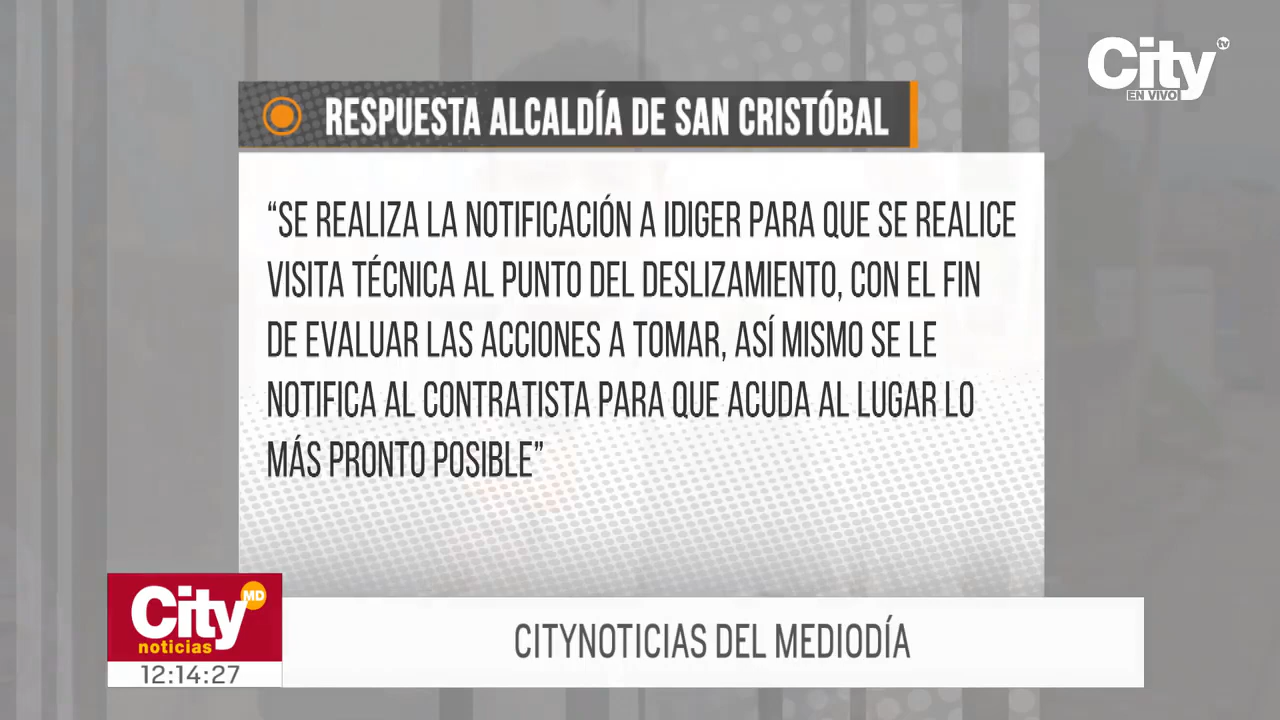 City tv
EN VIVO
RESPUESTA ALCALDÍA DE SAN CRISTÓBAL
“SE REALIZA LA NOTIFICACIÓN A IDIGER PARA QUE SE REALICE
VISITA TÉCNICA AL PUNTO DEL DESLIZAMIENTO, CON EL FIN
DE EVALUAR LAS ACCIONES A TOMAR, ASÍ MISMO SE LE
NOTIFICA AL CONTRATISTA PARA QUE ACUDA AL LUGAR LO
MÁS PRONTO POSIBLE”
City MD
noticias
12:14:27
CITYNOTICIAS DEL MEDIODÍA